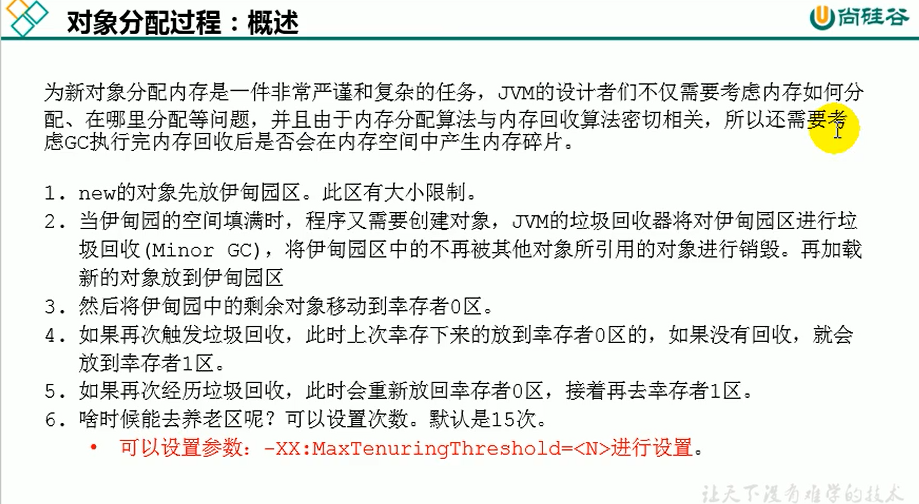 对象分配过程：概述
尚硅谷
为新对象分配内存是一件非常严谨和复杂的任务，JVM的设计者们不仅需要考虑内存如何分
配、在哪里分配等问题，并且由于内存分配算法与内存回收算法密切相关，所以还需要考
虑GC执行完内存回收后是否会在内存空间中产生内存碎片。
1. new的对象先放伊甸园区。此区有大小限制。
2. 当伊甸园的空间填满时，程序又需要创建对象，JVM的垃圾回收器将对伊甸园区进行垃
圾回收(Minor GC)，将伊甸园区中的不再被其他对象所引用的对象进行销毁。再加载
新的对象放到伊甸园区
3. 然后将伊甸园中的剩余对象移动到幸存者0区。
4. 如果再次触发垃圾回收，此时上次幸存下来的放到幸存者0区的，如果没有回收，就会
放到幸存者1区。
5. 如果再次经历垃圾回收，此时会重新放回幸存者0区，接着再去幸存者1区。
6. 啥时候能去养老区呢？可以设置次数。默认是15次。
• 可以设置参数：-XX:MaxTenuringThreshold=<N>进行设置。
让天下没有难学的技术